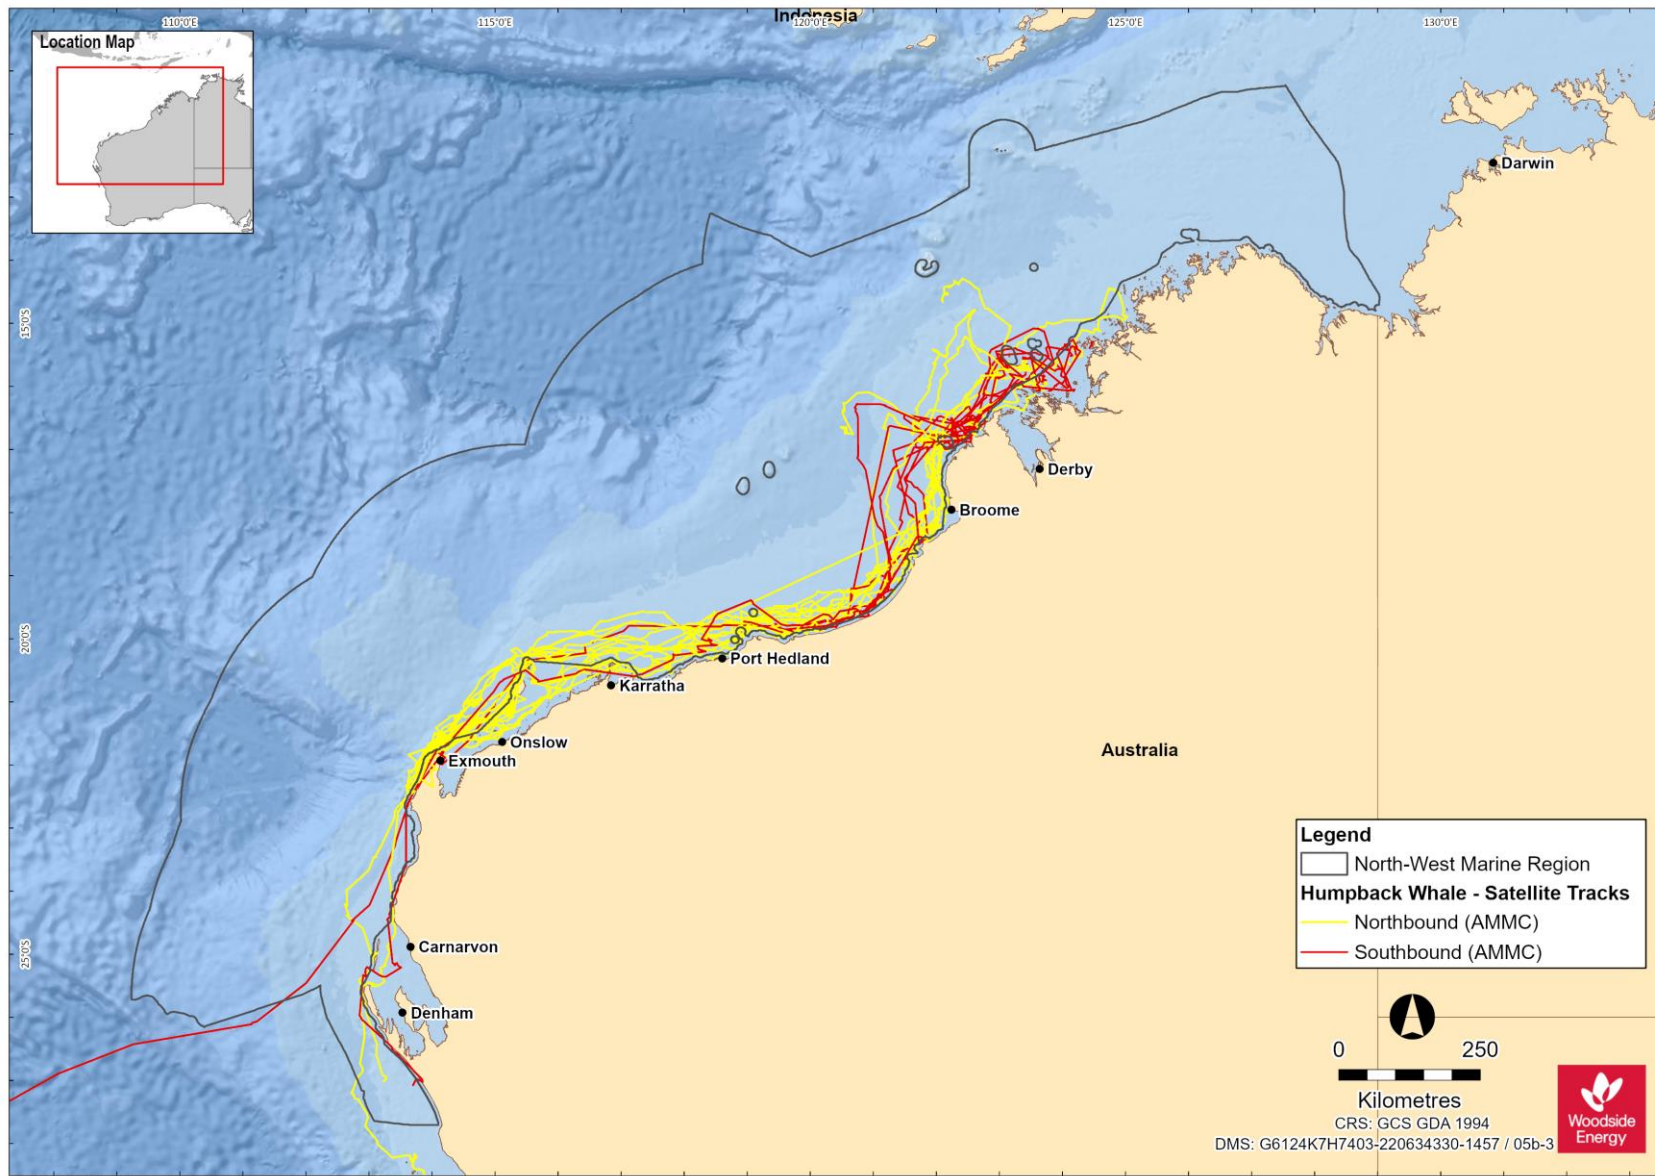 Indonesia
110°0'E
115°0'E
120°0'E
125°0'E
130°0'E
Location Map
Darwin
15°0'S
Derby
Broome
20°0'S
Port Hedland
Karratha
Onslow
Exmouth
Australia
25°0'S
Carnarvon
Denham
Legend
North-West Marine Region
Humpback Whale - Satellite Tracks
Northbound (AMMC)
Southbound (AMMC)
0 250
Kilometres
CRS: GCS GDA 1994
DMS: G6124K7H7403-220634330-1457 / 05b-3
Woodside
Energy